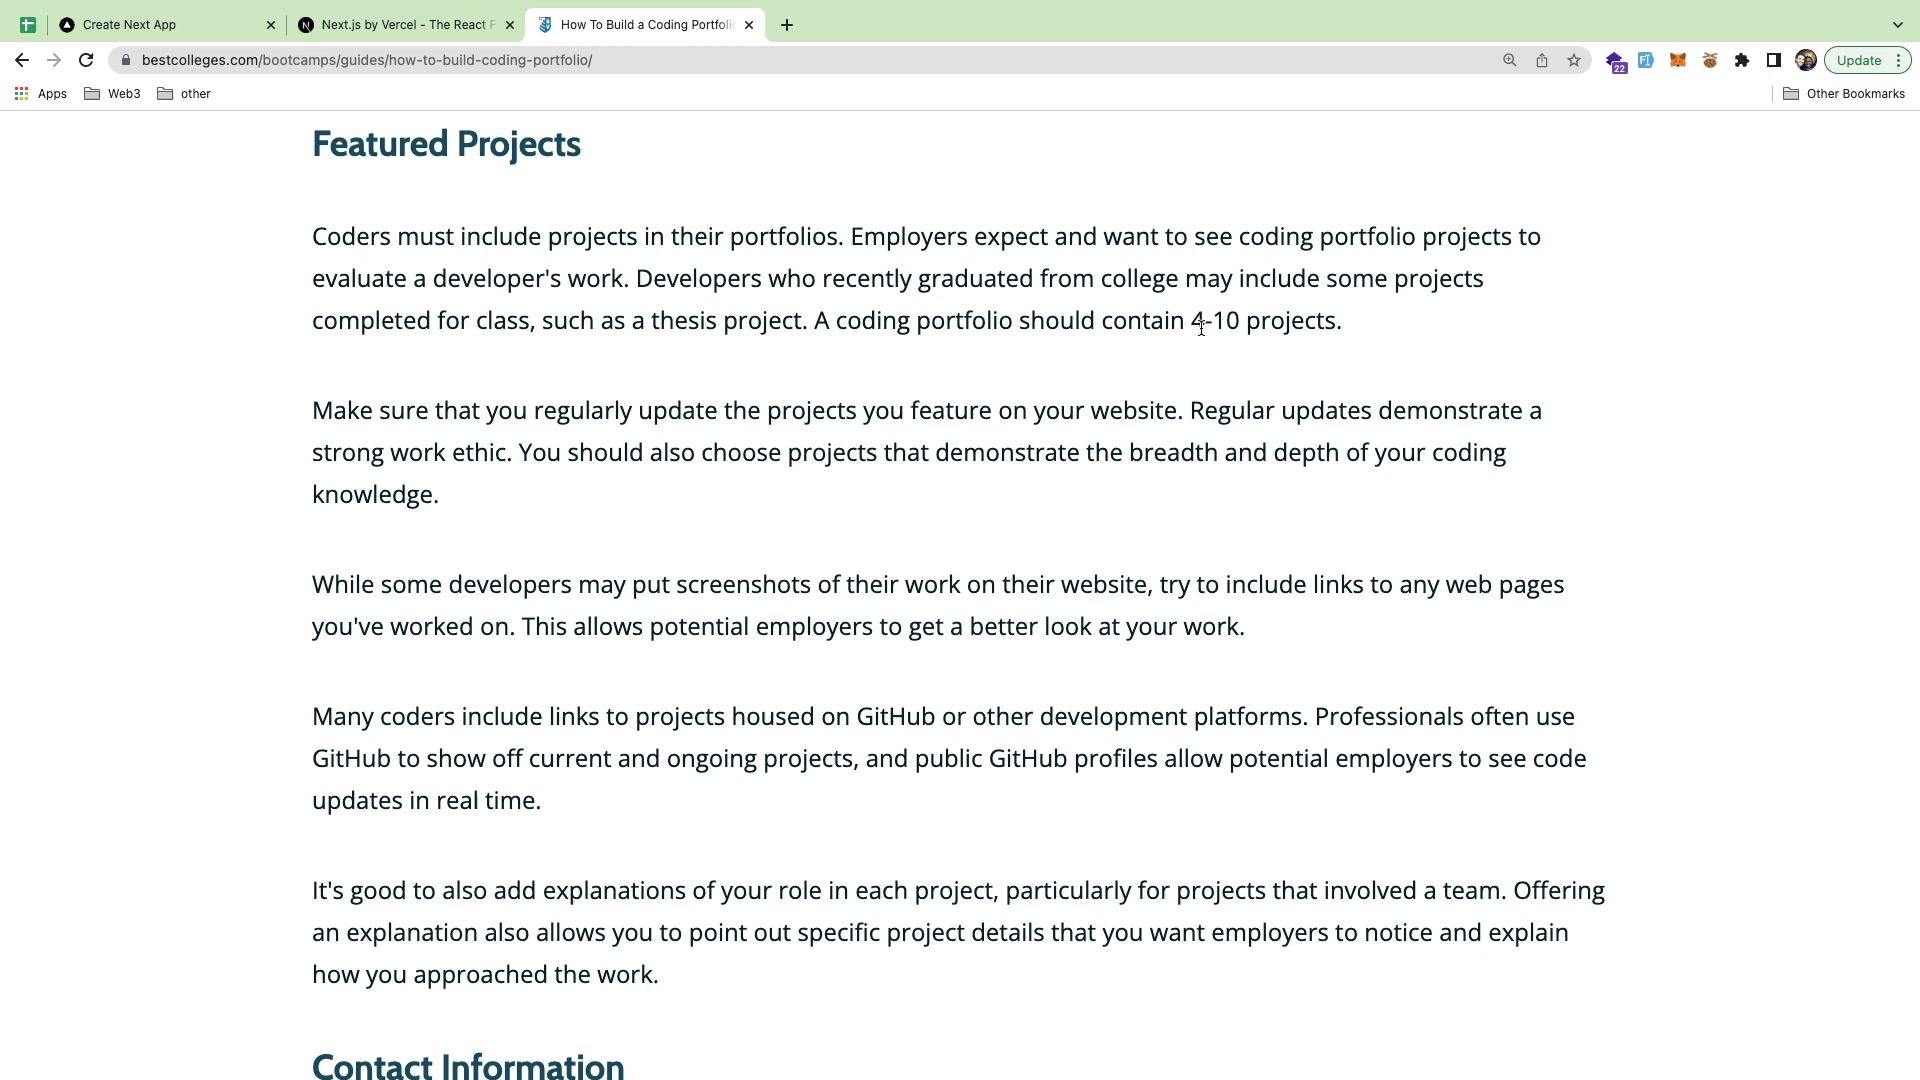 Create Next App
Next.js by Vercel - The React F
How To Build a Coding Portfolio
bestcolleges.com/bootcamps/guides/how-to-build-coding-portfolio/
22
Update
Apps
Web3
other
Other Bookmarks
Featured Projects
Coders must include projects in their portfolios. Employers expect and want to see coding portfolio projects to
evaluate a developer's work. Developers who recently graduated from college may include some projects
completed for class, such as a thesis project. A coding portfolio should contain 4-10 projects.
Make sure that you regularly update the projects you feature on your website. Regular updates demonstrate a
strong work ethic. You should also choose projects that demonstrate the breadth and depth of your coding
knowledge.
While some developers may put screenshots of their work on their website, try to include links to any web pages
you've worked on. This allows potential employers to get a better look at your work.
Many coders include links to projects housed on GitHub or other development platforms. Professionals often use
GitHub to show off current and ongoing projects, and public GitHub profiles allow potential employers to see code
updates in real time.
It's good to also add explanations of your role in each project, particularly for projects that involved a team. Offering
an explanation also allows you to point out specific project details that you want employers to notice and explain
how you approached the work.
Contact Information